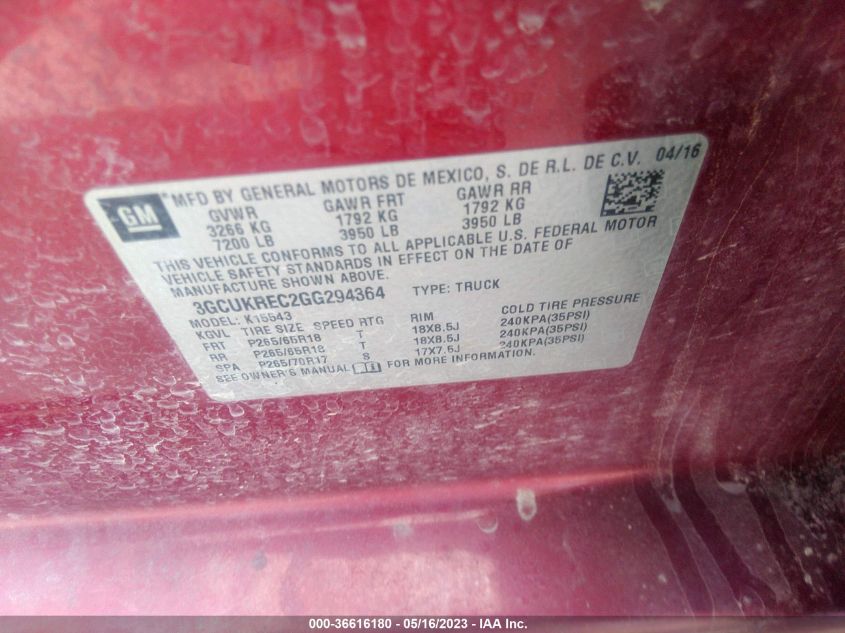 GM
MFD BY GENERAL MOTORS DE MEXICO, S. DE R.L. DE C.V. 04/16
GVWR GAWR FRT GAWR RR
3266 KG 1792 KG 1792 KG
7200 LB 3950 LB 3950 LB
THIS VEHICLE CONFORMS TO ALL APPLICABLE U.S. FEDERAL MOTOR
VEHICLE SAFETY STANDARDS IN EFFECT ON THE DATE OF
MANUFACTURE SHOWN ABOVE.
3GCUKREC2GG294364 TYPE: TRUCK
MODEL: K15543
KGVL TIRE SIZE SPEED RTG RIM COLD TIRE PRESSURE
FRT P265/65R18 T 18X8.5J 240KPA(35PSI)
RR P265/65R18 T 18X8.5J 240KPA(35PSI)
SPA P265/70R17 S 17X7.5J 240KPA(35PSI)
SEE OWNER'S MANUAL FOR MORE INFORMATION.
000-36616180 - 05/16/2023 - IAA Inc.